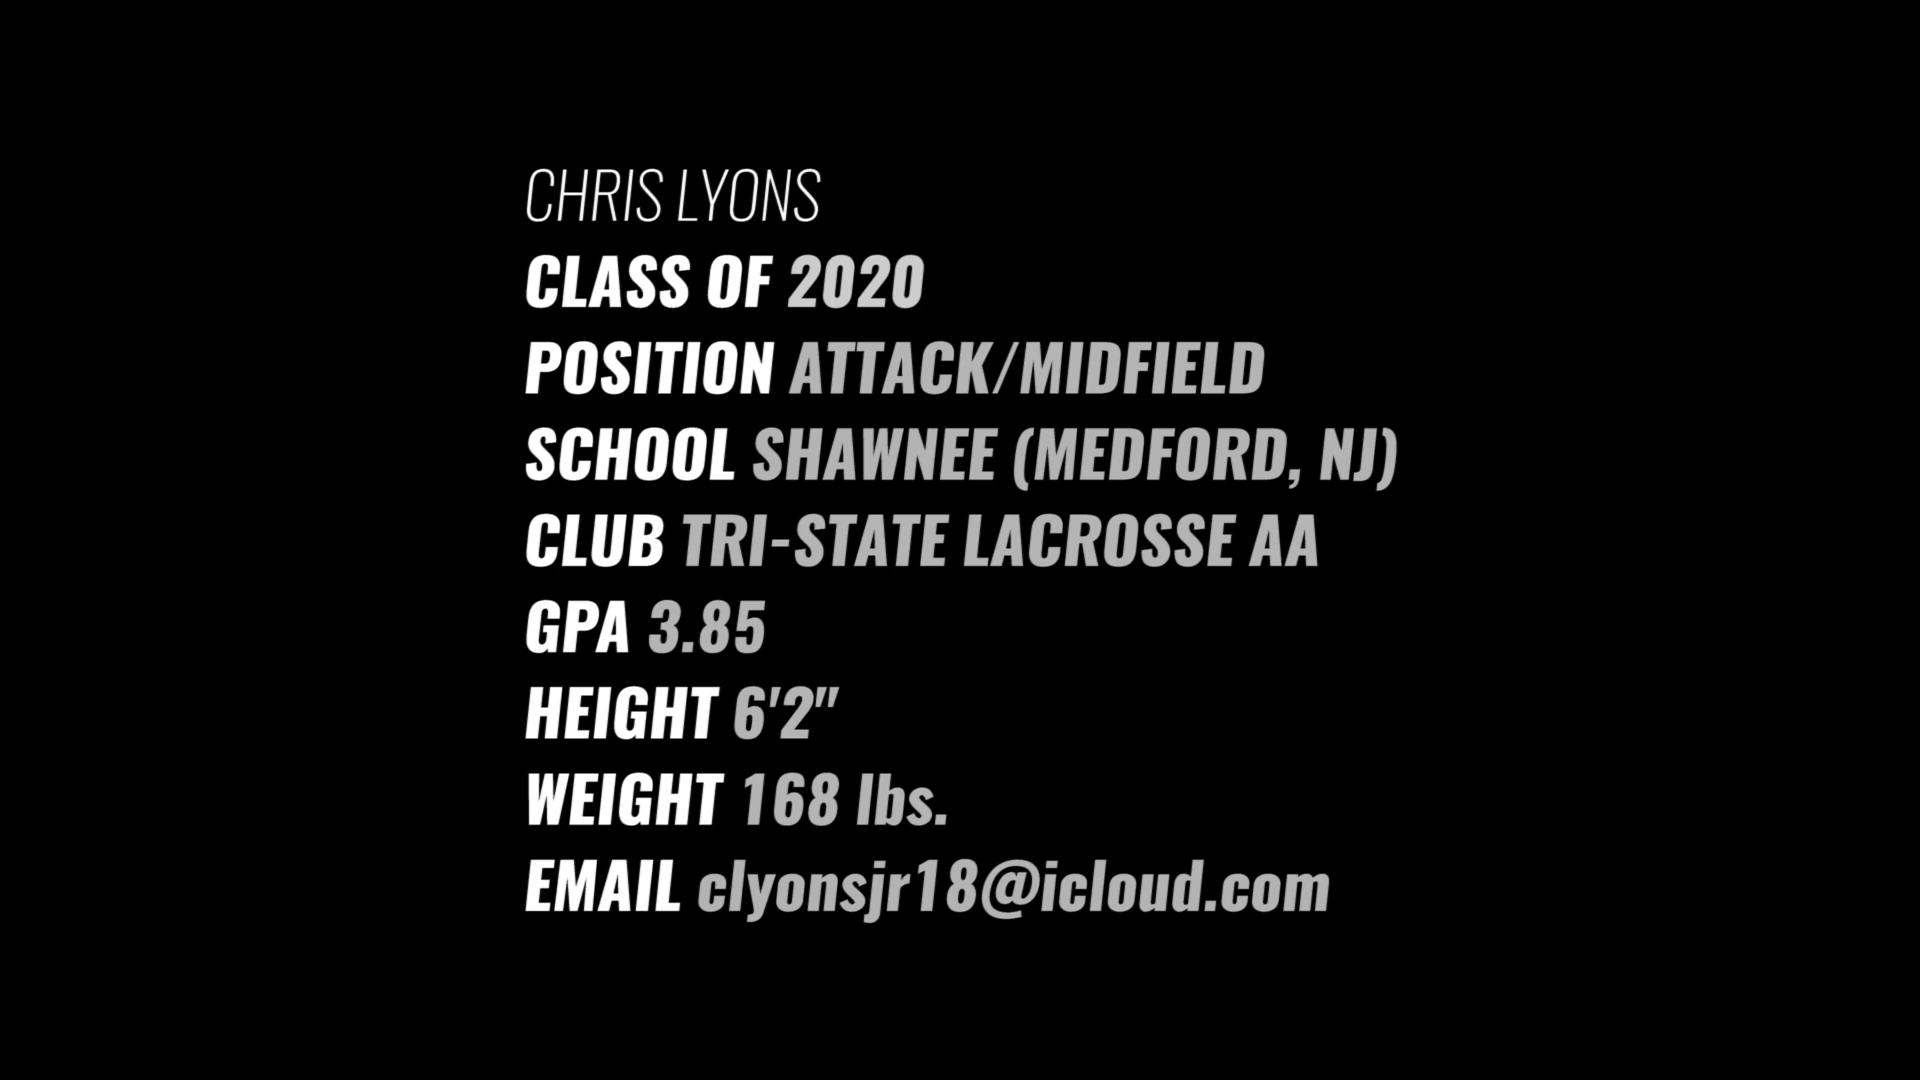 CHRIS LYONS
CLASS OF 2020
POSITION ATTACK/MIDFIELD
SCHOOL SHAWNEE (MEDFORD, NJ)
CLUB TRI-STATE LACROSSE AA
GPA 3.85
HEIGHT 6'2"
WEIGHT 168 lbs.
EMAIL clyonsjr18@icloud.com